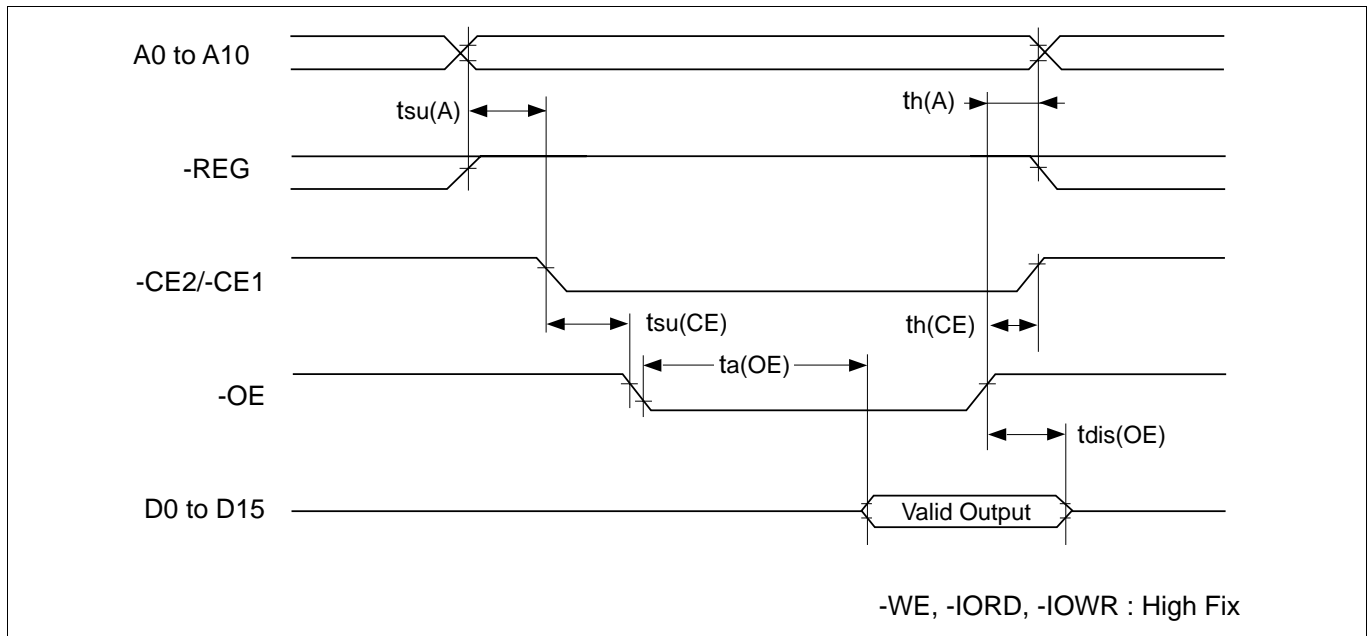 A0 to A10
tsu(A)
th(A)
-REG
-CE2/-CE1
tsu(CE)
th(CE)
ta(OE)
-OE
tdis(OE)
D0 to D15
Valid Output
-WE, -IORD, -IOWR : High Fix